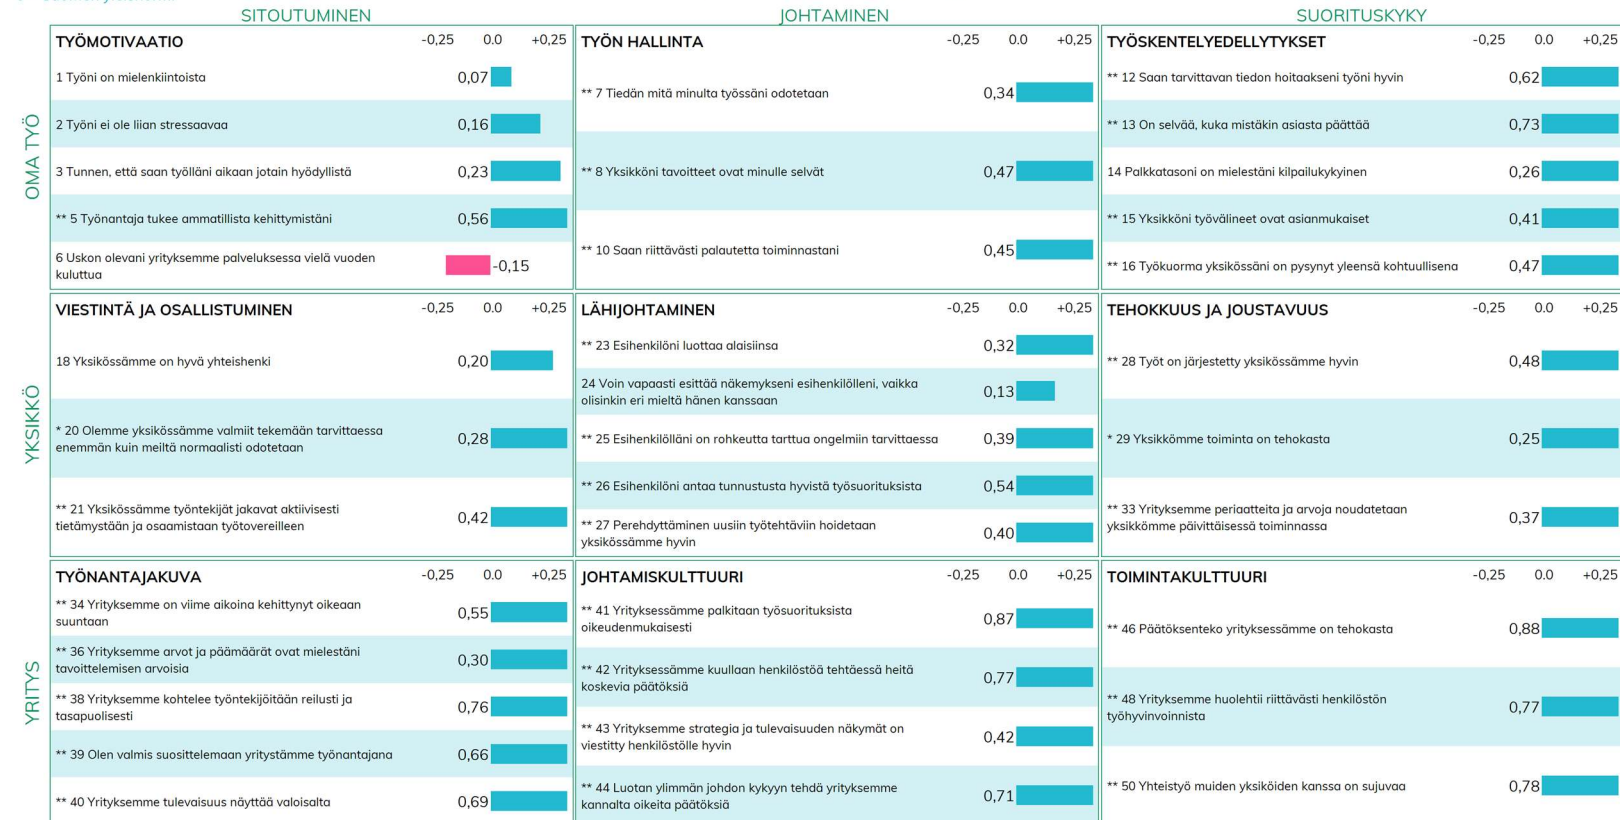 SITOUTUMINEN
JOHTAMINEN
SUORITUSKYKY
OMA TYÖ
TYÖMOTIVAATIO -0,25 0.0 +0,25
1 Työni on mielenkiintoista 0,07
2 Työni ei ole liian stressaavaa 0,16
3 Tunnen, että saan työlläni aikaan jotain hyödyllistä 0,23
** 5 Työnantaja tukee ammatillista kehittymistäni 0,56
6 Uskon olevani yrityksemme palveluksessa vielä vuoden
kuluttua -0,15
TYÖN HALLINTA -0,25 0.0 +0,25
** 7 Tiedän mitä minulta työssäni odotetaan 0,34
** 8 Yksikköni tavoitteet ovat minulle selvät 0,47
** 10 Saan riittävästi palautetta toiminnastani 0,45
TYÖSKENTELYEDELLYTYKSET -0,25 0.0 +0,25
** 12 Saan tarvittavan tiedon hoitaakseni työni hyvin 0,62
** 13 On selvää, kuka mistäkin asiasta päättää 0,73
14 Palkkatasoni on mielestäni kilpailukykyinen 0,26
** 15 Yksikköni työvälineet ovat asianmukaiset 0,41
** 16 Työkuorma yksikössäni on pysynyt yleensä kohtuullisena 0,47
YKSIKKÖ
VIESTINTÄ JA OSALLISTUMINEN -0,25 0.0 +0,25
18 Yksikössämme on hyvä yhteishenki 0,20
* 20 Olemme yksikössämme valmiit tekemään tarvittaessa
enemmän kuin meiltä normaalisti odotetaan 0,28
** 21 Yksikössämme työntekijät jakavat aktiivisesti
tietämystään ja osaamistaan työtovereilleen 0,42
LÄHIJOHTAMINEN -0,25 0.0 +0,25
** 23 Esihenkilöni luottaa alaisiinsa 0,32
24 Voin vapaasti esittää näkemykseni esihenkilölleni, vaikka
olisinkin eri mieltä hänen kanssaan 0,13
** 25 Esihenkilölläni on rohkeutta tarttua ongelmiin tarvittaessa 0,39
** 26 Esihenkilöni antaa tunnustusta hyvistä työsuorituksista 0,54
** 27 Perehdyttäminen uusiin työtehtäviin hoidetaan
yksikössämme hyvin 0,40
TEHOKKUUS JA JOUSTAVUUS -0,25 0.0 +0,25
** 28 Työt on järjestetty yksikössämme hyvin 0,48
* 29 Yksikkömme toiminta on tehokasta 0,25
** 33 Yrityksemme periaatteita ja arvoja noudatetaan
yksikkömme päivittäisessä toiminnassa 0,37
YRITYS
TYÖNANTAJAKUVA -0,25 0.0 +0,25
** 34 Yrityksemme on viime aikoina kehittynyt oikeaan
suuntaan 0,55
** 36 Yrityksemme arvot ja päämäärät ovat mielestäni
tavoittelemisen arvoisia 0,30
** 38 Yrityksemme kohtelee työntekijöitään reilusti ja
tasapuolisesti 0,76
** 39 Olen valmis suosittelemaan yritystämme työnantajana 0,66
** 40 Yrityksemme tulevaisuus näyttää valoisalta 0,69
JOHTAMISKULTTUURI -0,25 0.0 +0,25
** 41 Yrityksessämme palkitaan työsuorituksista
oikeudenmukaisesti 0,87
** 42 Yrityksessämme kuullaan henkilöstöä tehtäessä heitä
koskevia päätöksiä 0,77
** 43 Yrityksemme strategia ja tulevaisuuden näkymät on
viestitty henkilöstölle hyvin 0,42
** 44 Luotan ylimmän johdon kykyyn tehdä yrityksemme
kannalta oikeita päätöksiä 0,71
TOIMINTAKULTTUURI -0,25 0.0 +0,25
** 46 Päätöksenteko yrityksessämme on tehokasta 0,88
** 48 Yrityksemme huolehtii riittävästi henkilöstön
työhyvinvoinnista 0,77
** 50 Yhteistyö muiden yksiköiden kanssa on sujuvaa 0,78